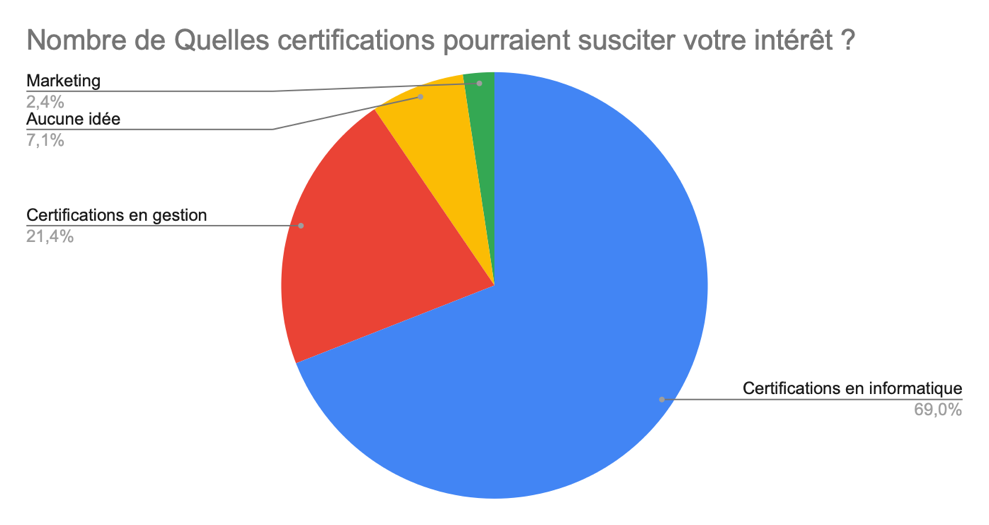 Nombre de Quelles certifications pourraient susciter votre intérêt ?
Marketing
2,4%
Aucune idée
7,1%
Certifications en gestion
21,4%
Certifications en informatique
69,0%